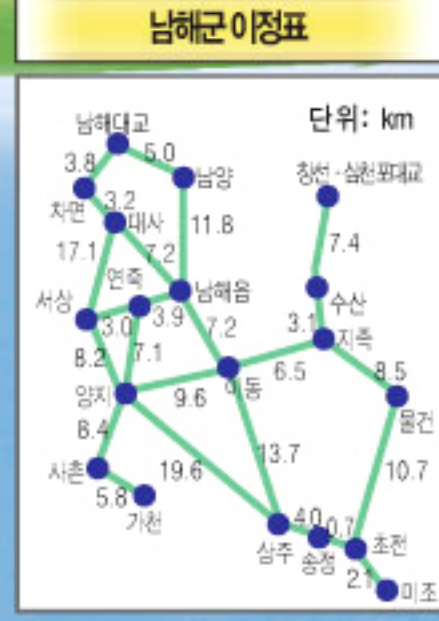 남해군 이정표
단위: km
남해대교
3.8
5.0
남양
창선·삼천포대교
차면
3.2
대사
11.8
17.1
7.2
7.4
연죽
남해읍
서상
3.0
3.9
7.2
수산
3.1
지족
8.2
7.1
6.5
8.5
양지
9.6
동
물건
8.4
13.7
사촌
19.6
10.7
5.8
가천
4.0
0.7
상주
송정
초전
2.1
미조